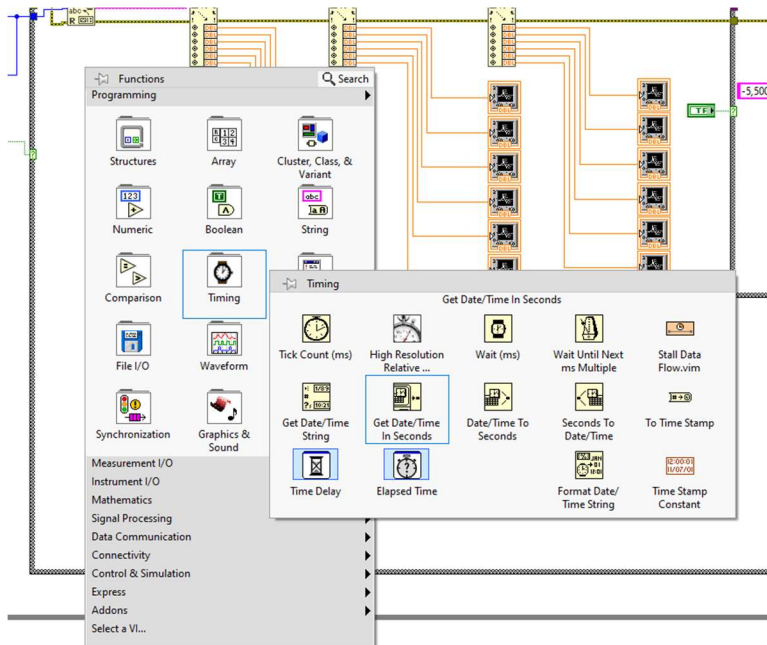 abc
R
-5,500
TF
Functions
Search
Programming
Structures
Array
Cluster, Class, &
Variant
123
abc
Numeric
Boolean
String
Comparison
Timing
File I/O
Waveform
Synchronization
Graphics &
Sound
Measurement I/O
Instrument I/O
Mathematics
Signal Processing
Data Communication
Connectivity
Control & Simulation
Express
Addons
Select a VI...
Timing
Get Date/Time In Seconds
Tick Count (ms)
High Resolution
Relative ...
Wait (ms)
Wait Until Next
ms Multiple
Stall Data
Flow.vim
Get Date/Time
String
Get Date/Time
In Seconds
Date/Time To
Seconds
Seconds To
Date/Time
To Time Stamp
Time Delay
Elapsed Time
Format Date/
Time String
Time Stamp
Constant